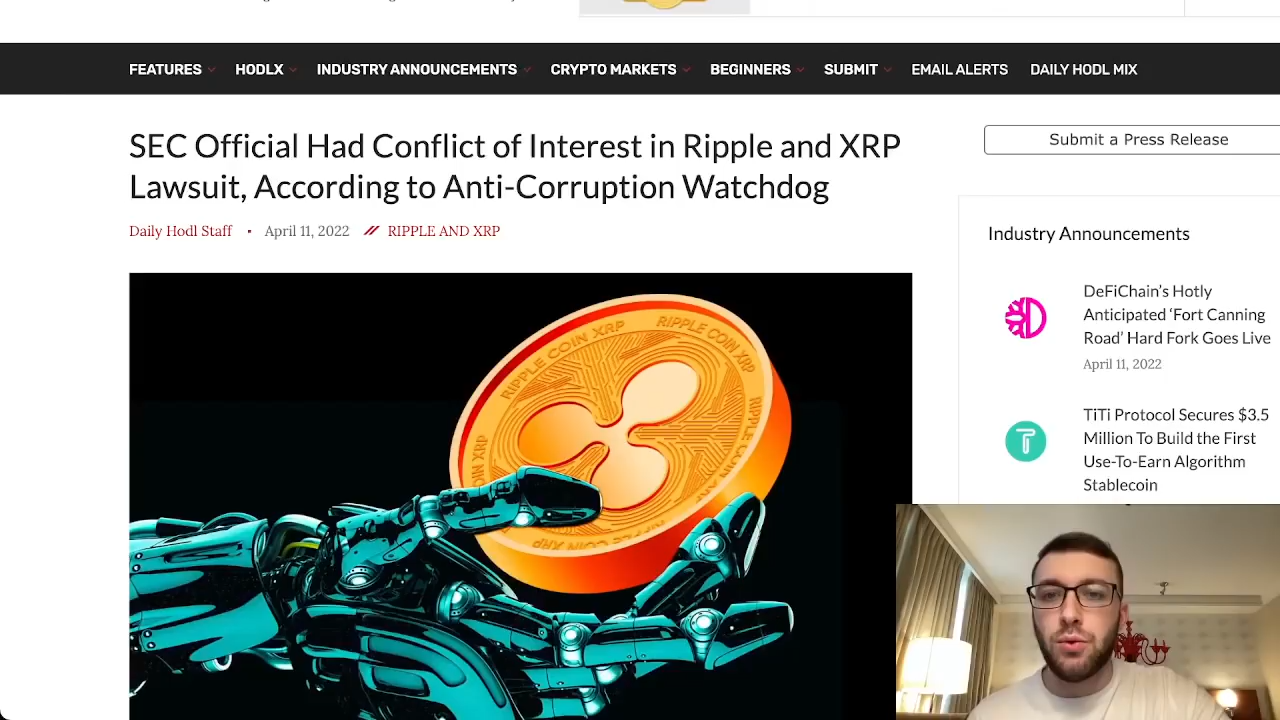 FEATURES HODLX INDUSTRY ANNOUNCEMENTS CRYPTO MARKETS BEGINNERS SUBMIT EMAIL ALERTS DAILY HODL MIX
SEC Official Had Conflict of Interest in Ripple and XRP
Lawsuit, According to Anti-Corruption Watchdog
Daily Hodl Staff • April 11, 2022 // RIPPLE AND XRP
Submit a Press Release
Industry Announcements
DeFiChain’s Hotly
Anticipated ‘Fort Canning
Road’ Hard Fork Goes Live
April 11, 2022
TiTi Protocol Secures $3.5
Million To Build the First
Use-To-Earn Algorithm
Stablecoin
RIPPLE COIN XRP
RIPPLE COIN XRP